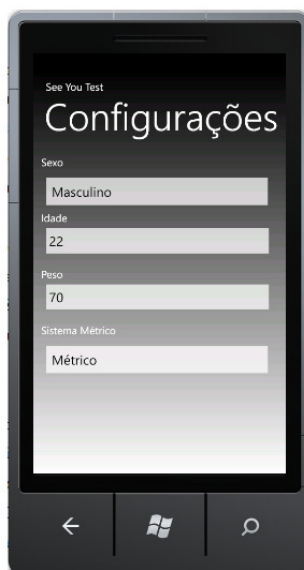 See You Test
Configurações
Sexo
Masculino
Idade
22
Peso
70
Sistema Métrico
Métrico